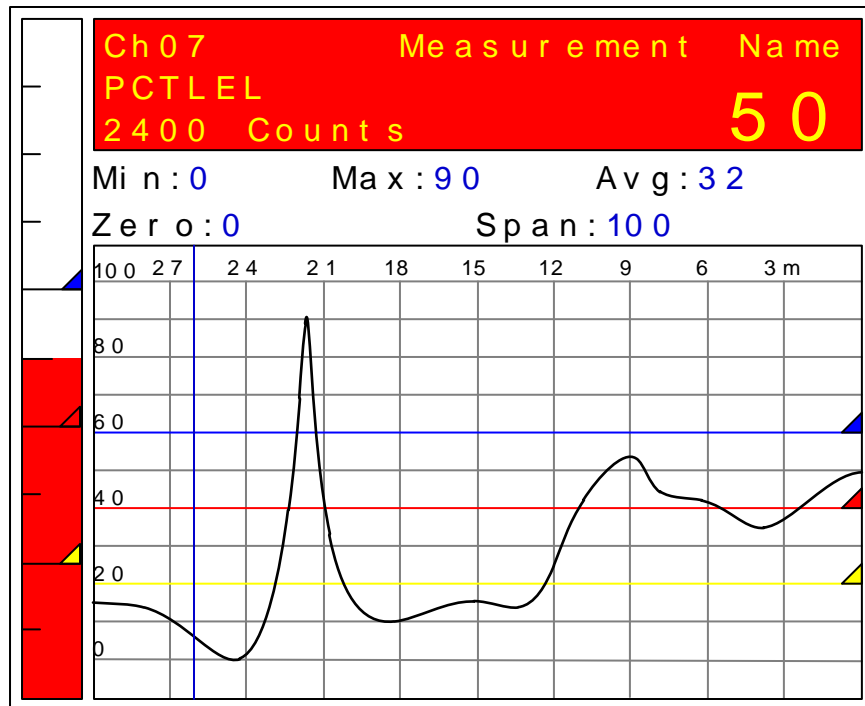 Ch07 Measurement Name
PCTLEL
2400 Counts 50
Min:0 Max:90 Avg:32
Zero:0 Span:100
100 27 24 21 18 15 12 9 6 3m
80
60
40
20
0